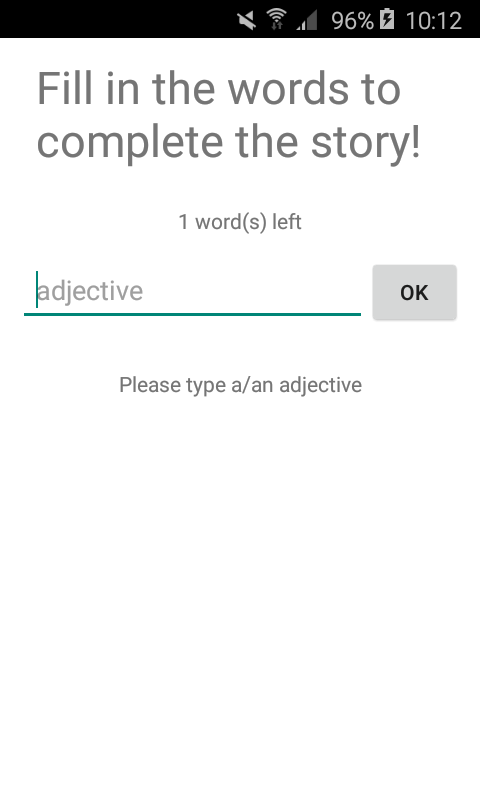 96% 10:12
Fill in the words to
complete the story!
1 word(s) left
adjective
OK
Please type a/an adjective